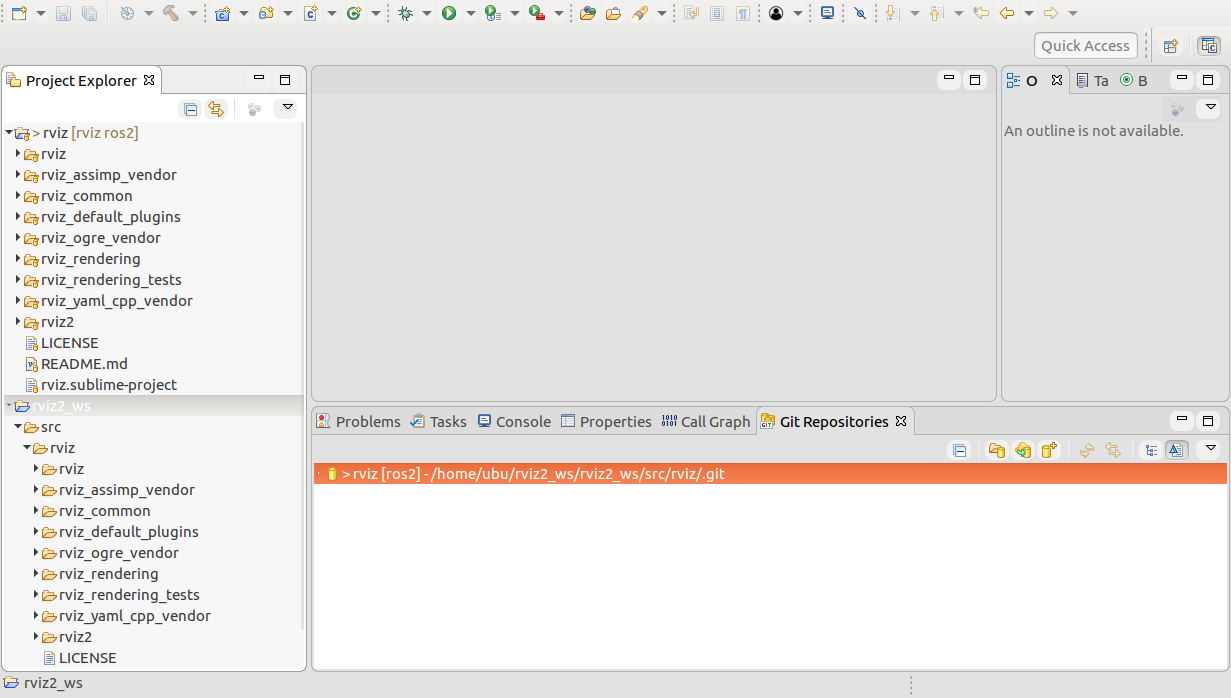 Quick Access
Project Explorer
> rviz [rviz ros2]
rviz
rviz_assimp_vendor
rviz_common
rviz_default_plugins
rviz_ogre_vendor
rviz_rendering
rviz_rendering_tests
rviz_yaml_cpp_vendor
rviz2
LICENSE
README.md
rviz.sublime-project
rviz2_ws
src
rviz
rviz
rviz_assimp_vendor
rviz_common
rviz_default_plugins
rviz_ogre_vendor
rviz_rendering
rviz_rendering_tests
rviz_yaml_cpp_vendor
rviz2
LICENSE
O Ta B
An outline is not available.
Problems Tasks Console Properties Call Graph Git Repositories
> rviz [ros2] - /home/ubu/rviz2_ws/rviz2_ws/src/rviz/.git
rviz2_ws